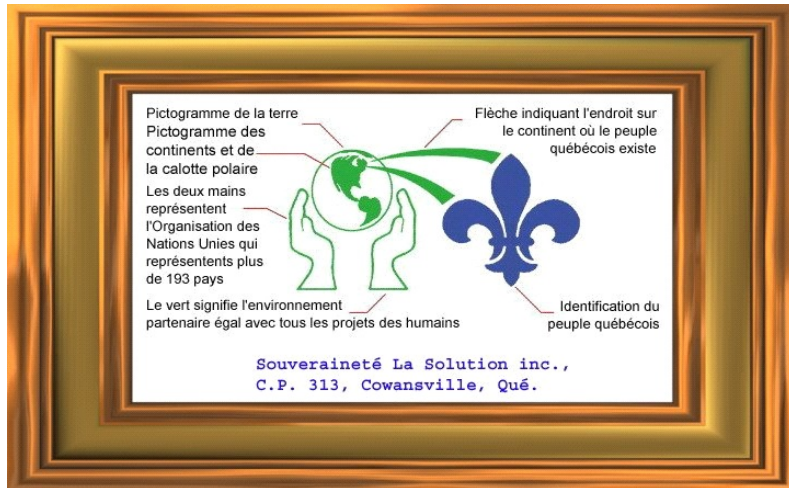 Pictogramme de la terre
Pictogramme des
continents et de
la calotte polaire
Les deux mains
représentent
l'Organisation des
Nations Unies qui
représentents plus
de 193 pays
Le vert signifie l'environnement
partenaire égal avec tous les projets des humains
Flèche indiquant l'endroit sur
le continent où le peuple
québécois existe
Identification du
peuple québécois
Souveraineté La Solution inc.,
C.P. 313, Cowansville, Qué.